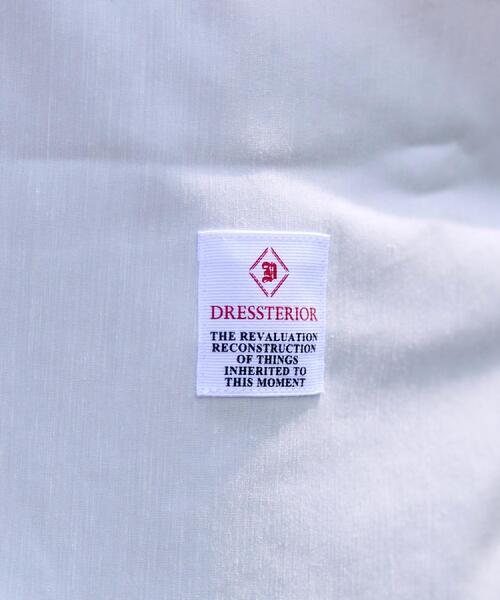 D
DRESSTERIOR
THE REVALUATION
RECONSTRUCTION
OF THINGS
INHERITED TO
THIS MOMENT